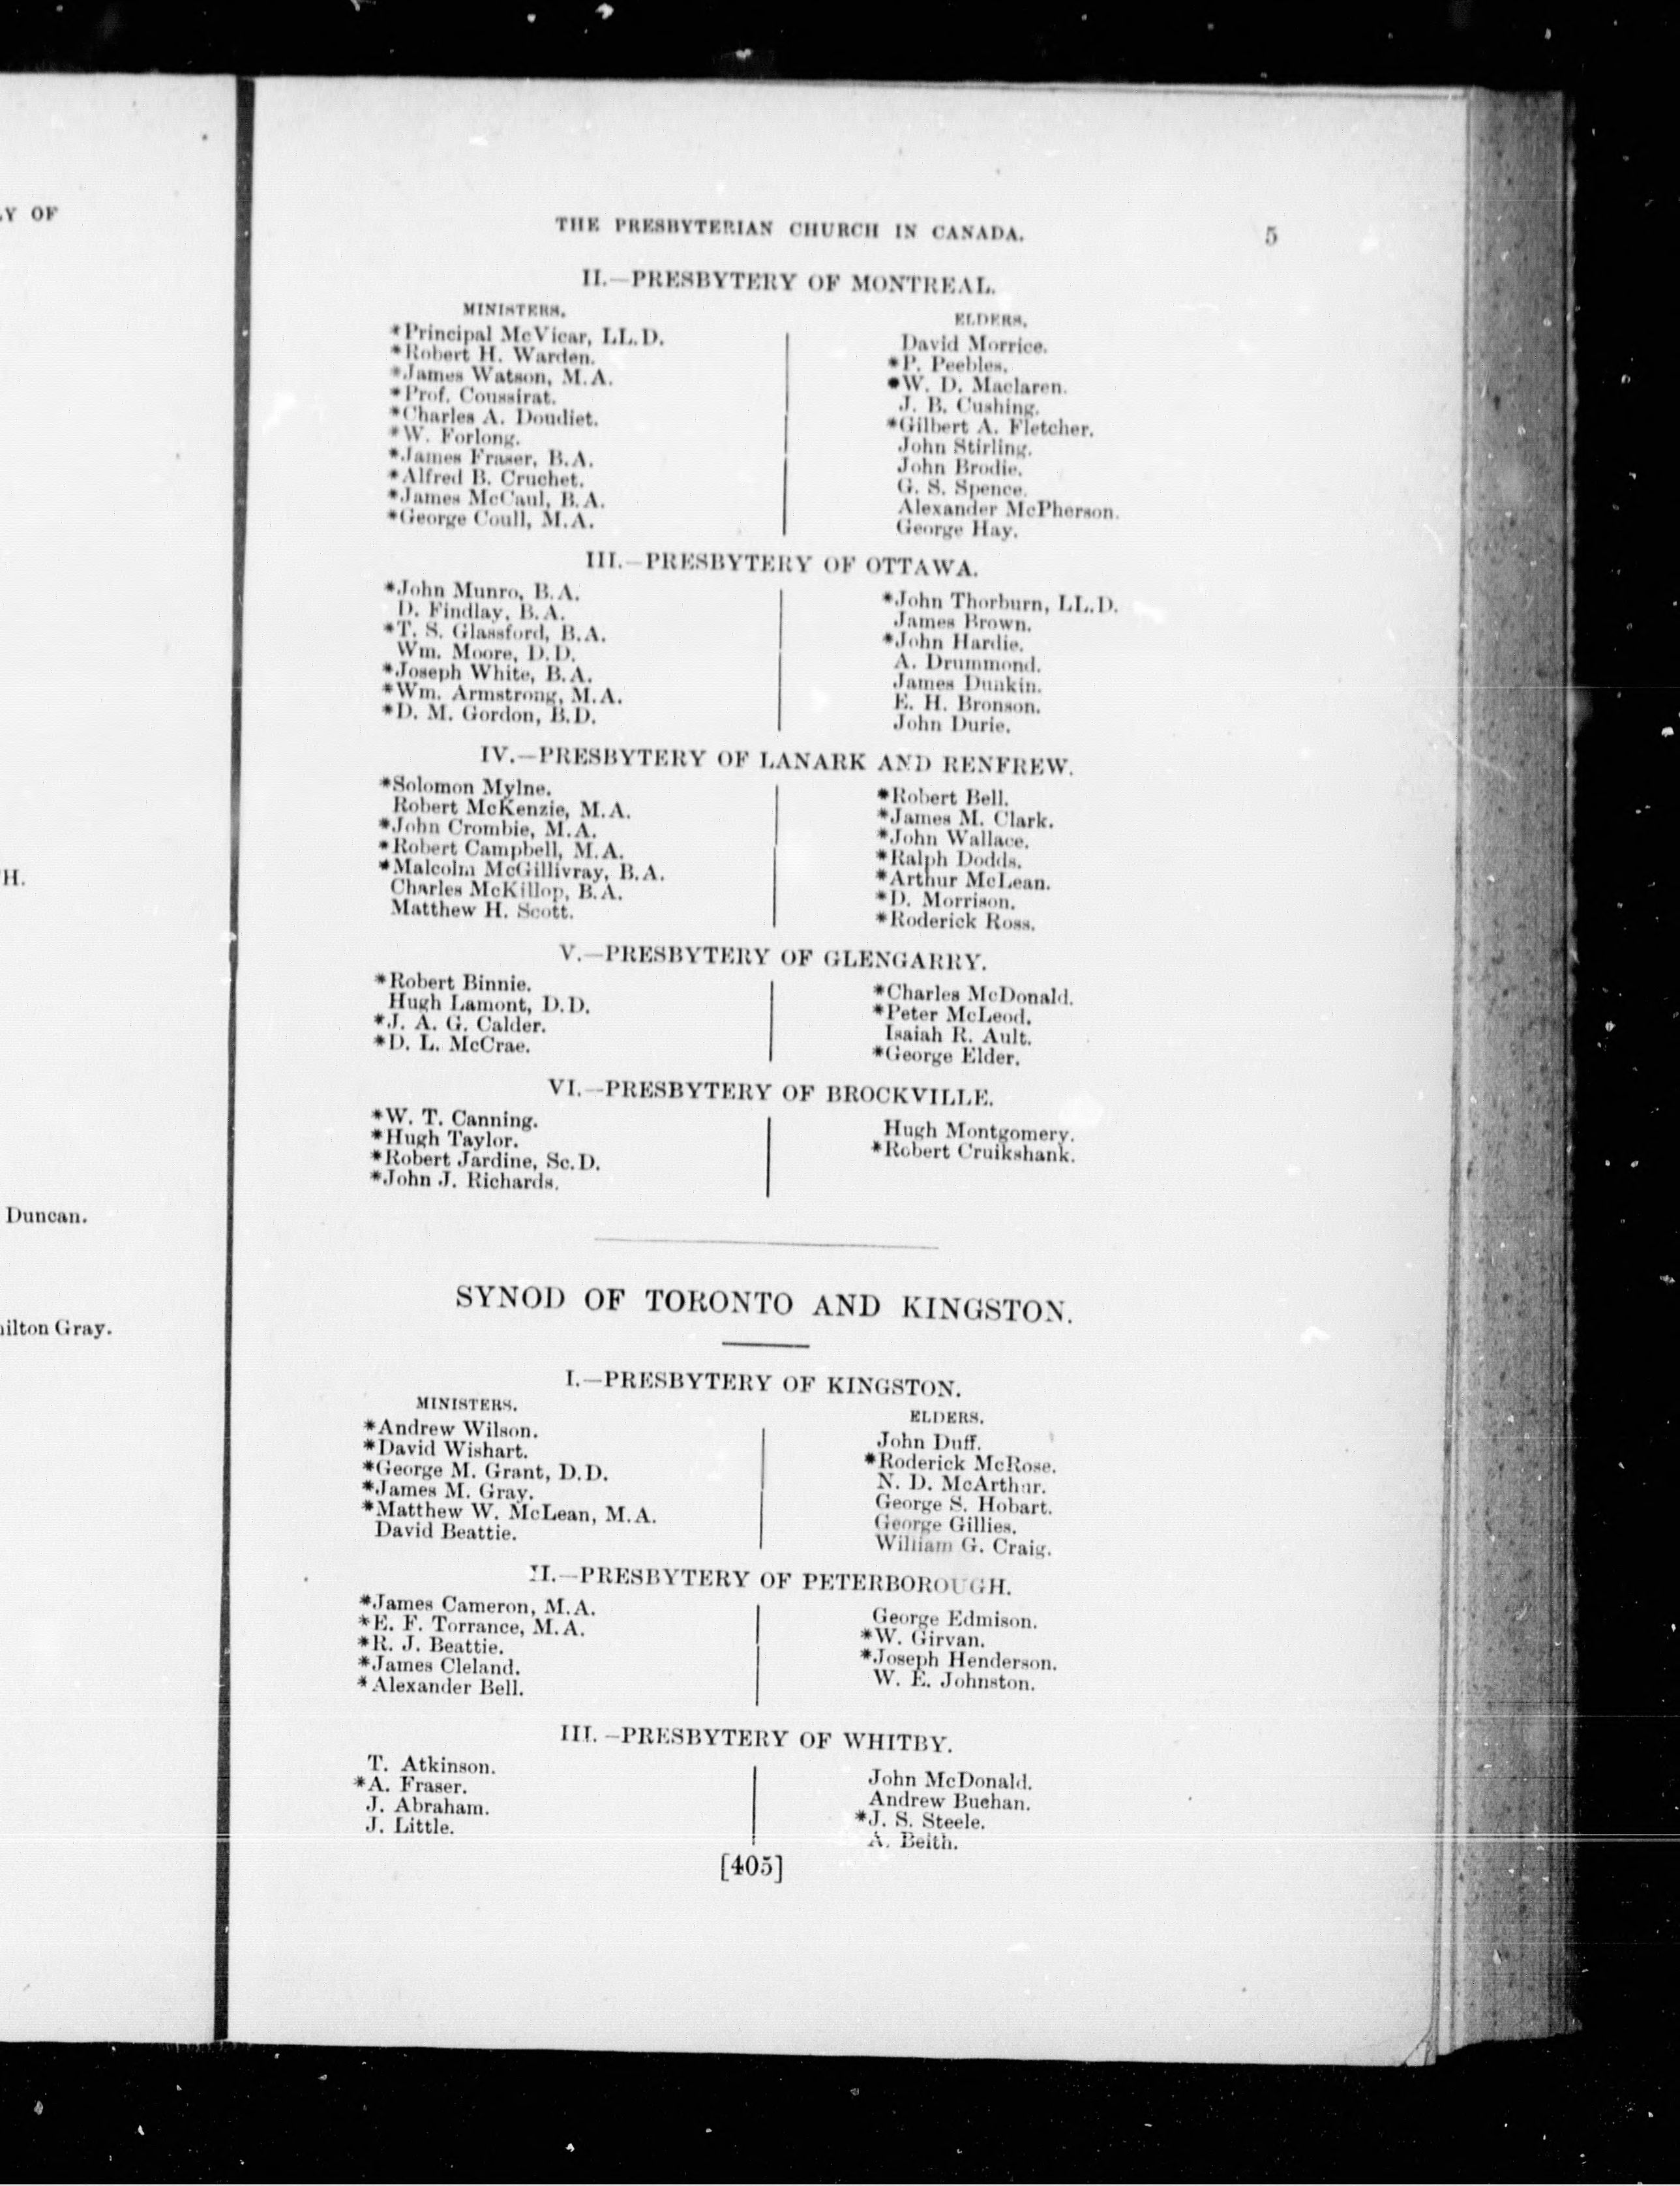 LY OF
H.
Duncan.
ilton Gray.
THE PRESBYTERIAN CHURCH IN CANADA. 5
II.—PRESBYTERY OF MONTREAL.
MINISTERS.
*Principal McVicar, LL.D.
*Robert H. Warden.
*James Watson, M.A.
*Prof. Coussirat.
*Charles A. Doudiet.
*W. Forlong.
*James Fraser, B.A.
*Alfred B. Cruchet.
*James McCaul, B.A.
*George Coull, M.A.
ELDERS.
David Morrice.
*P. Peebles.
*W. D. Maclaren.
J. B. Cushing.
*Gilbert A. Fletcher.
John Stirling.
John Brodie.
G. S. Spence.
Alexander McPherson.
George Hay.
III.—PRESBYTERY OF OTTAWA.
*John Munro, B.A.
D. Findlay, B.A.
*T. S. Glassford, B.A.
Wm. Moore, D.D.
*Joseph White, B.A.
*Wm. Armstrong, M.A.
*D. M. Gordon, B.D.
*John Thorburn, LL.D.
James Brown.
*John Hardie.
A. Drummond.
James Dunkin.
E. H. Bronson.
John Durie.
IV.—PRESBYTERY OF LANARK AND RENFREW.
*Solomon Mylne.
Robert McKenzie, M.A.
*John Crombie, M.A.
*Robert Campbell, M.A.
*Malcolm McGillivray, B.A.
Charles McKillop, B.A.
Matthew H. Scott.
*Robert Bell.
*James M. Clark.
*John Wallace.
*Ralph Dodds.
*Arthur McLean.
*D. Morrison.
*Roderick Ross.
V.—PRESBYTERY OF GLENGARRY.
*Robert Binnie.
Hugh Lamont, D.D.
*J. A. G. Calder.
*D. L. McCrae.
*Charles McDonald.
*Peter McLeod.
Isaiah R. Ault.
*George Elder.
VI.—PRESBYTERY OF BROCKVILLE.
*W. T. Canning.
*Hugh Taylor.
*Robert Jardine, Sc.D.
*John J. Richards.
Hugh Montgomery.
*Robert Cruikshank.
SYNOD OF TORONTO AND KINGSTON.
I.—PRESBYTERY OF KINGSTON.
MINISTERS.
*Andrew Wilson.
*David Wishart.
*George M. Grant, D.D.
*James M. Gray.
*Matthew W. McLean, M.A.
David Beattie.
ELDERS.
John Duff.
*Roderick McRose.
N. D. McArthur.
George S. Hobart.
George Gillies.
William G. Craig.
II.—PRESBYTERY OF PETERBOROUGH.
*James Cameron, M.A.
*E. F. Torrance, M.A.
*R. J. Beattie.
*James Cleland.
*Alexander Bell.
George Edmison.
*W. Girvan.
*Joseph Henderson.
W. E. Johnston.
III.—PRESBYTERY OF WHITBY.
T. Atkinson.
*A. Fraser.
J. Abraham.
J. Little.
John McDonald.
Andrew Buchan.
*J. S. Steele.
A. Beith.
[405]